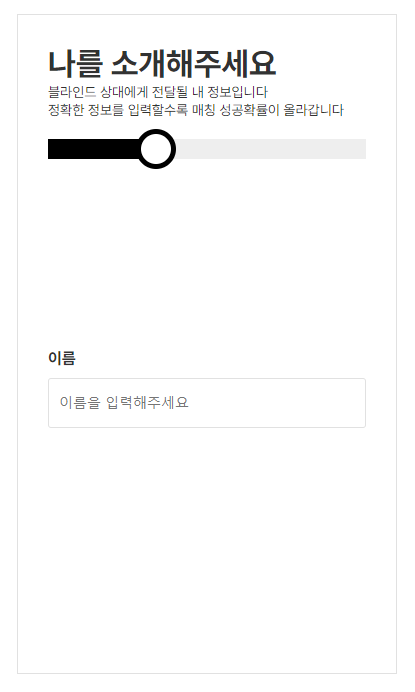 나를 소개해주세요
블라인드 상대에게 전달될 내 정보입니다
정확한 정보를 입력할수록 매칭 성공확률이 올라갑니다
이름
이름을 입력해주세요